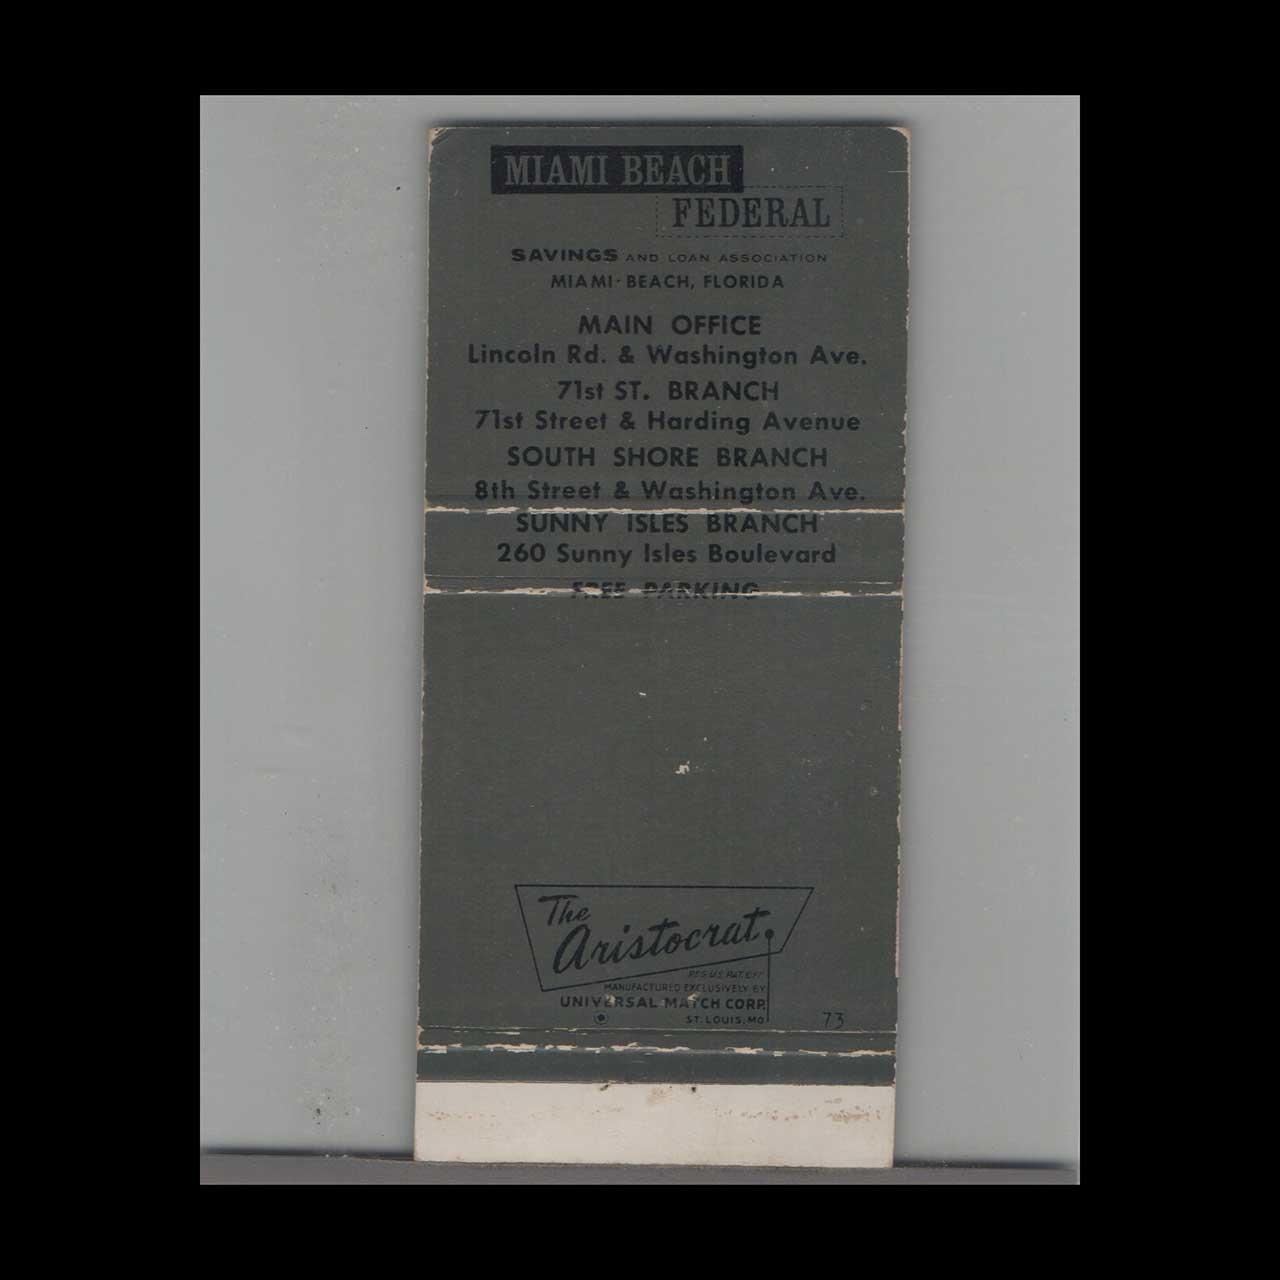 MIAMI BEACH
FEDERAL
SAVINGS AND LOAN ASSOCIATION
MIAMI-BEACH, FLORIDA
MAIN OFFICE
Lincoln Rd. & Washington Ave.
71st ST. BRANCH
71st Street & Harding Avenue
SOUTH SHORE BRANCH
8th Street & Washington Ave.
SUNNY ISLES BRANCH
260 Sunny Isles Boulevard
FREE PARKING
The
Aristocrat
REG. U.S. PAT. OFF.
MANUFACTURED EXCLUSIVELY BY
UNIVERSAL MATCH CORP.
ST. LOUIS, MO
73